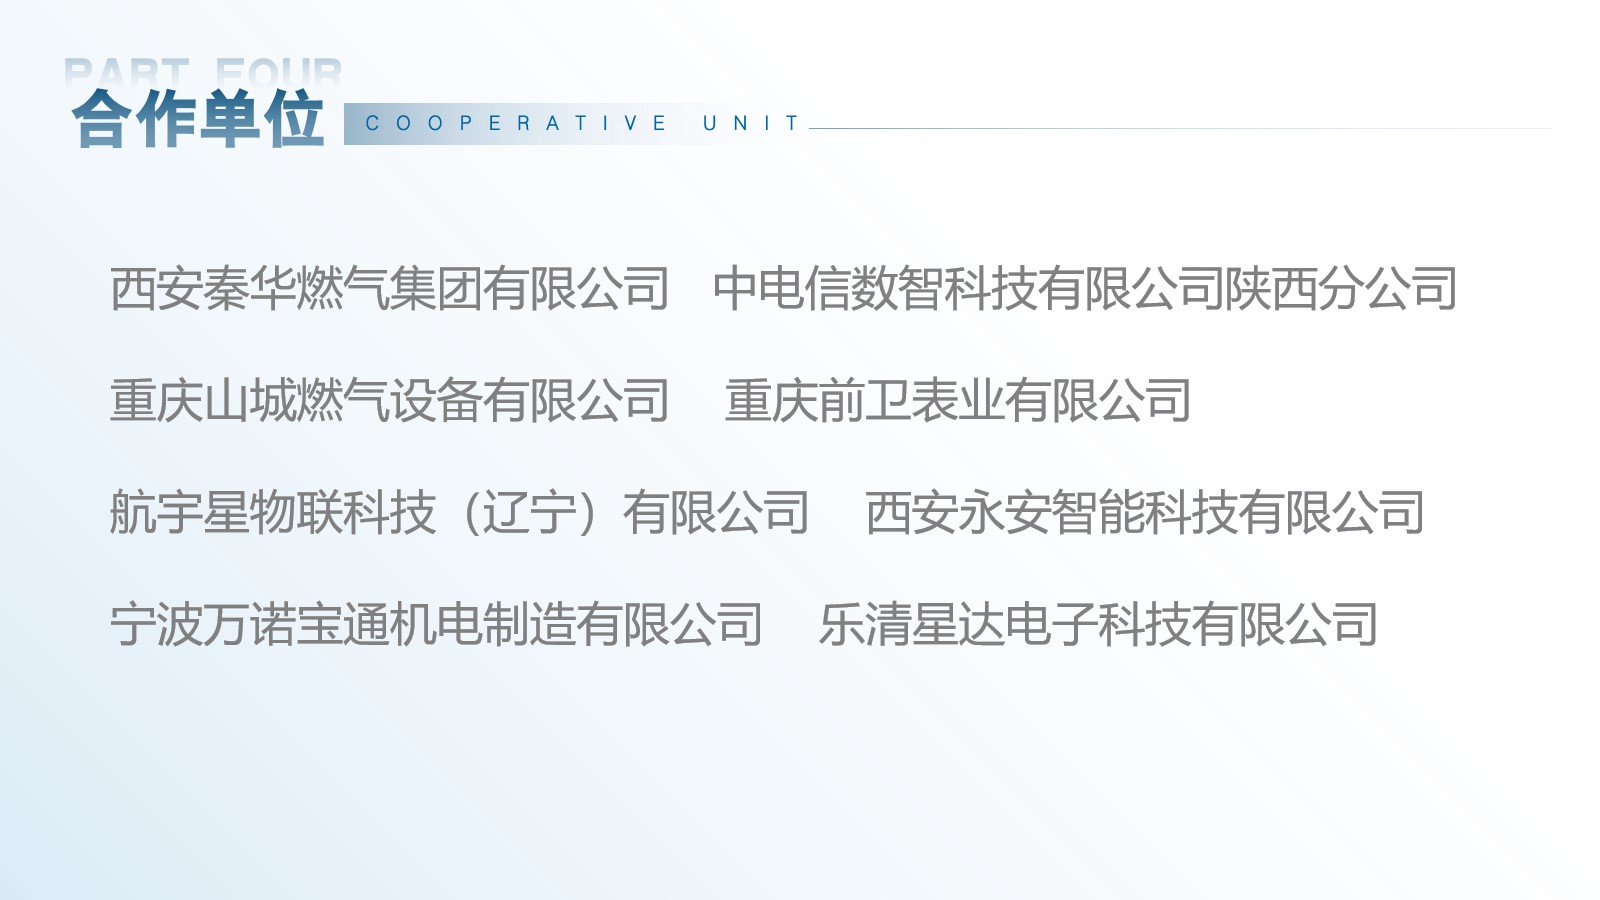 PART FOUR
合作单位 COOPERATIVE UNIT
西安秦华燃气集团有限公司 中电信数智科技有限公司陕西分公司
重庆山城燃气设备有限公司 重庆前卫表业有限公司
航宇星物联科技（辽宁）有限公司 西安永安智能科技有限公司
宁波万诺宝通机电制造有限公司 乐清星达电子科技有限公司